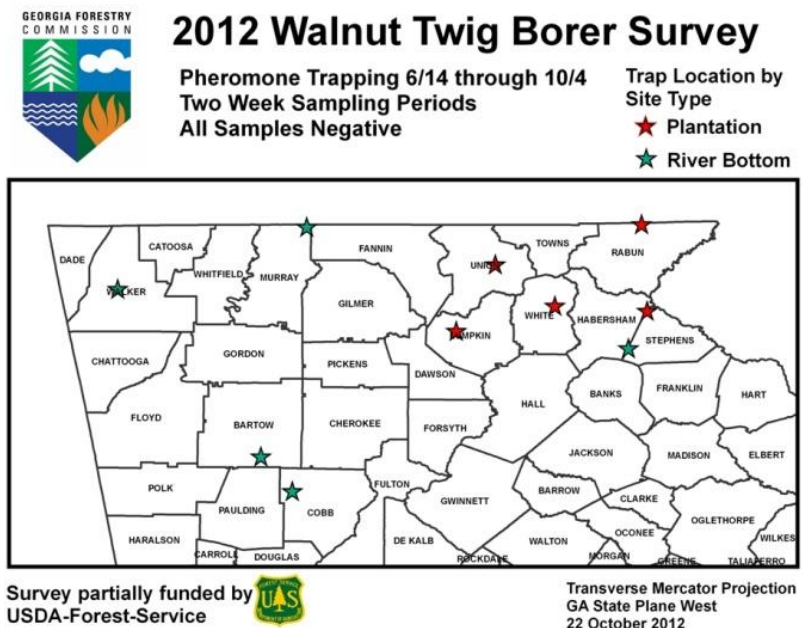 GEORGIA FORESTRY
COMMISSION
2012 Walnut Twig Borer Survey
Pheromone Trapping 6/14 through 10/4
Two Week Sampling Periods
All Samples Negative
Trap Location by
Site Type
Plantation
River Bottom
DADE
CATOOSA
WHITFIELD
MURRAY
FANNIN
TOWNS
RABUN
GILMER
HABERSHAM
STEPHENS
WHITE
CHATTOOGA
GORDON
PICKENS
DAWSON
HALL
BANKS
FRANKLIN
HART
FLOYD
BARTOW
CHEROKEE
FORSYTH
JACKSON
MADISON
ELBERT
POLK
PAULDING
COBB
FULTON
GWINNETT
BARROW
CLARKE
OGLETHORPE
HARALSON
CARROLL
DOUGLAS
DE KALB
ROCKDALE
WALTON
MORGAN
OCONEE
GREENE
TALIAFERRO
WILKES
Survey partially funded by
USDA-Forest-Service
FOREST SERVICE
U S
Transverse Mercator Projection
GA State Plane West
22 October 2012